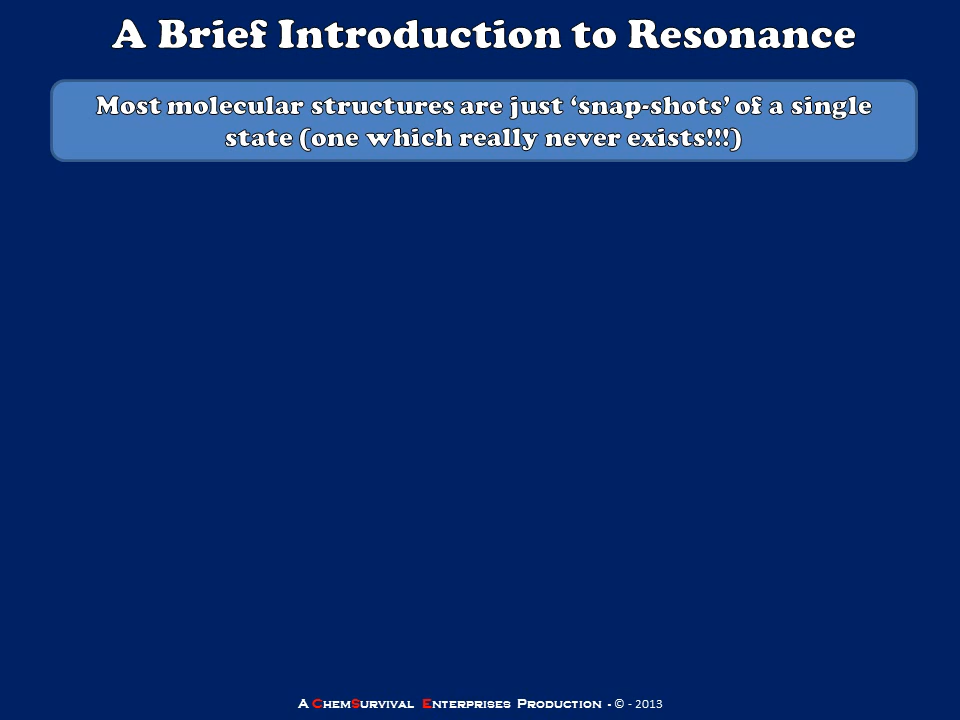 A Brief Introduction to Resonance
Most molecular structures are just ‘snap-shots’ of a single
state (one which really never exists!!!)
A ChemSurvival Enterprises Production - © - 2013